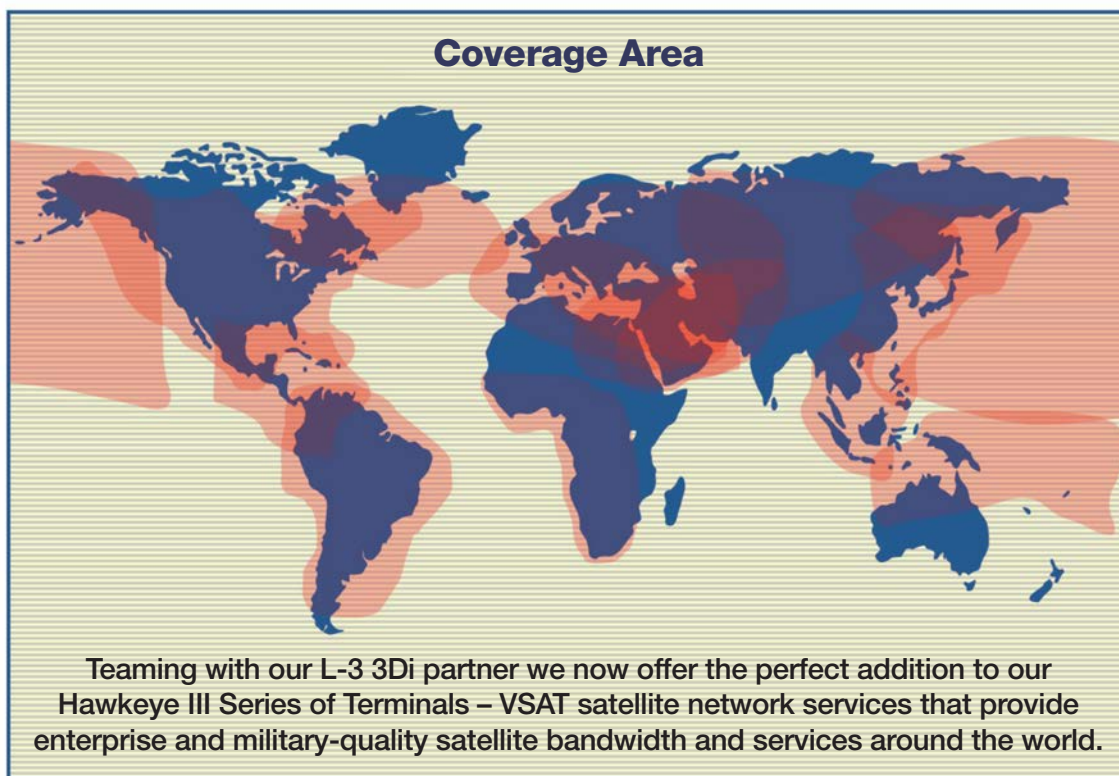 Coverage Area
Teaming with our L-3 3Di partner we now offer the perfect addition to our
Hawkeye III Series of Terminals – VSAT satellite network services that provide
enterprise and military-quality satellite bandwidth and services around the world.